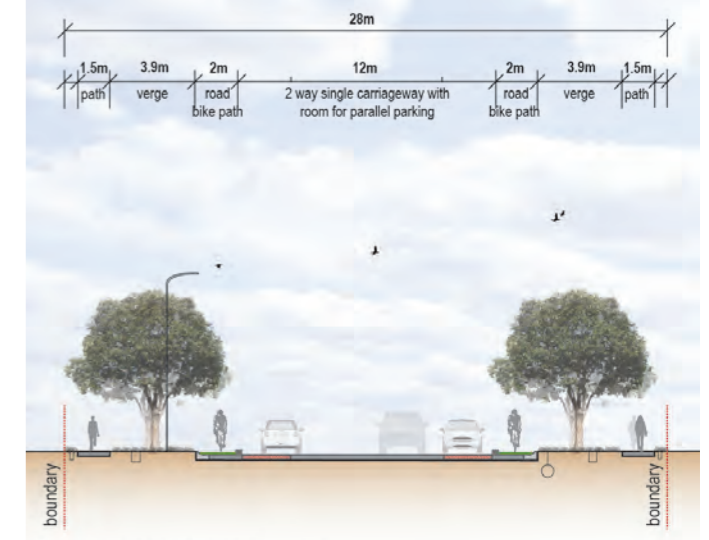 28m
1.5m 3.9m 2m 12m 2m 3.9m 1.5m
path verge road 2 way single carriageway with road verge path
bike path room for parallel parking bike path
boundary
boundary